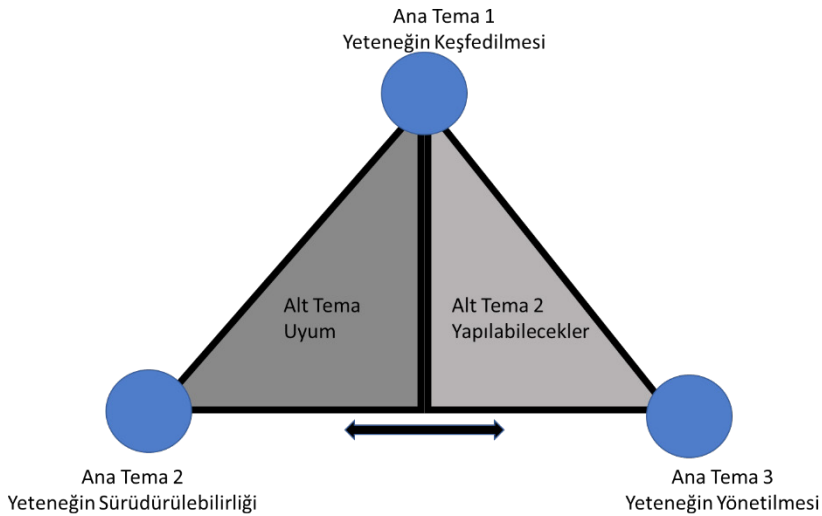 Ana Tema 1
Yeteneğin Keşfedilmesi
Alt Tema
Uyum
Alt Tema 2
Yapılabilecekler
Ana Tema 2
Yeteneğin Sürüdürülebilirliği
Ana Tema 3
Yeteneğin Yönetilmesi